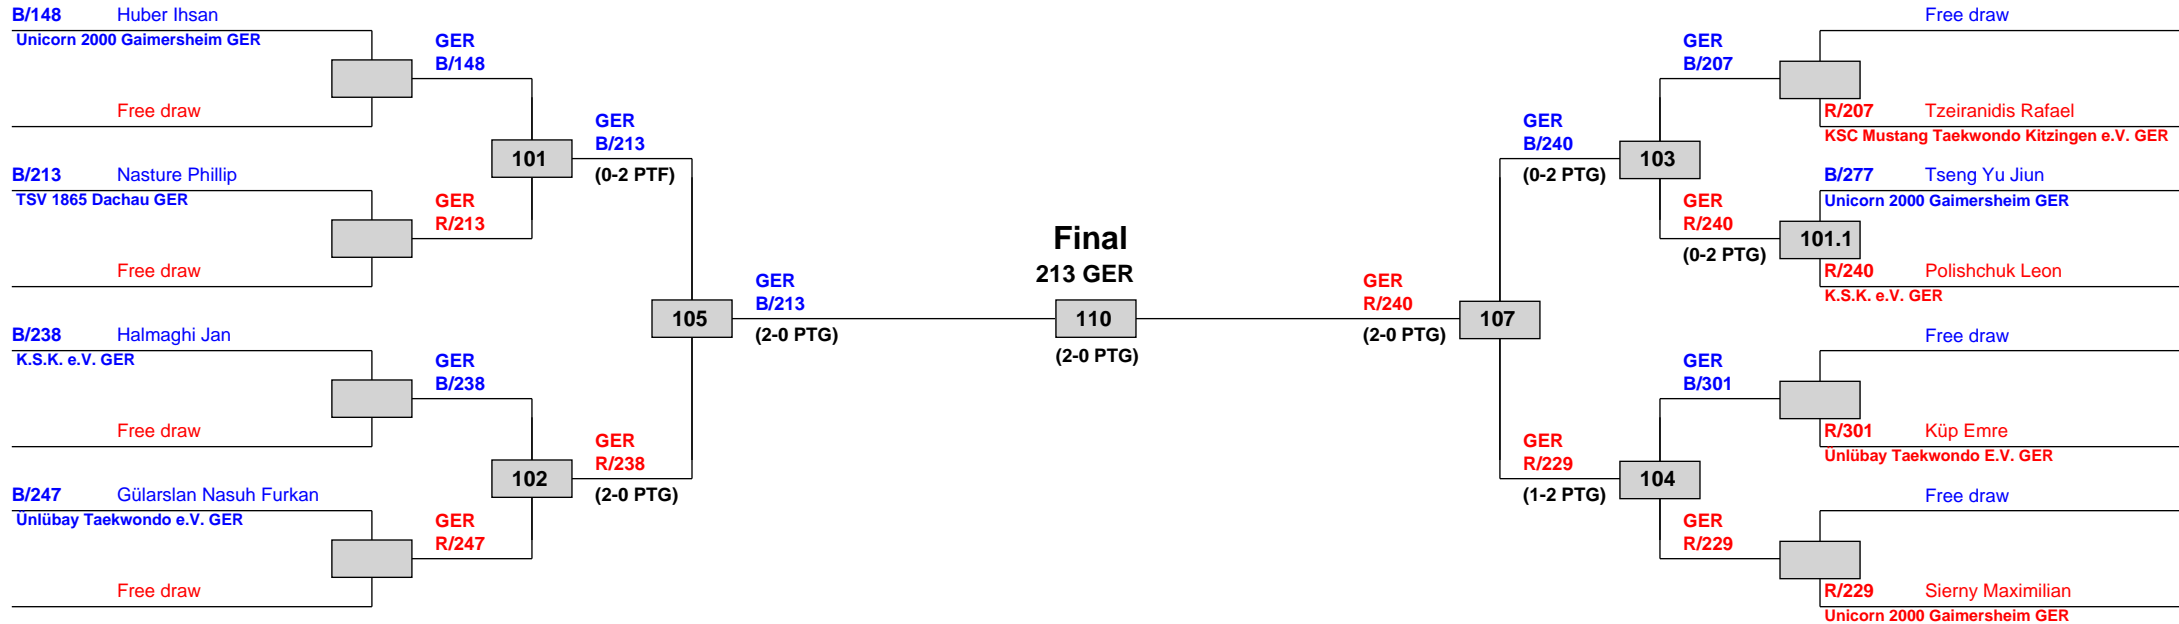 B/148 Huber Ihsan
Unicorn 2000 Gaimersheim GER
Free draw
B/213 Nasture Phillip
TSV 1865 Dachau GER
Free draw
B/238 Halmaghi Jan
K.S.K. e.V. GER
Free draw
B/247 Gülarslan Nasuh Furkan
Ünlübay Taekwondo e.V. GER
Free draw
GER
B/148
GER
R/213
GER
B/238
GER
R/247
101
102
GER
B/213
(0-2 PTF)
GER
R/238
(2-0 PTG)
105
GER
B/213
(2-0 PTG)
Final
213 GER
110
(2-0 PTG)
GER
R/240
(2-0 PTG)
107
GER
B/240
(0-2 PTG)
GER
R/229
(1-2 PTG)
103
104
GER
B/207
GER
R/240
(0-2 PTG)
GER
B/301
GER
R/229
Free draw
R/207 Tzeiranidis Rafael
KSC Mustang Taekwondo Kitzingen e.V. GER
B/277 Tseng Yu Jiun
Unicorn 2000 Gaimersheim GER
101.1
R/240 Polishchuk Leon
K.S.K. e.V. GER
Free draw
R/301 Küp Emre
Ünlübay Taekwondo E.V. GER
Free draw
R/229 Sierny Maximilian
Unicorn 2000 Gaimersheim GER